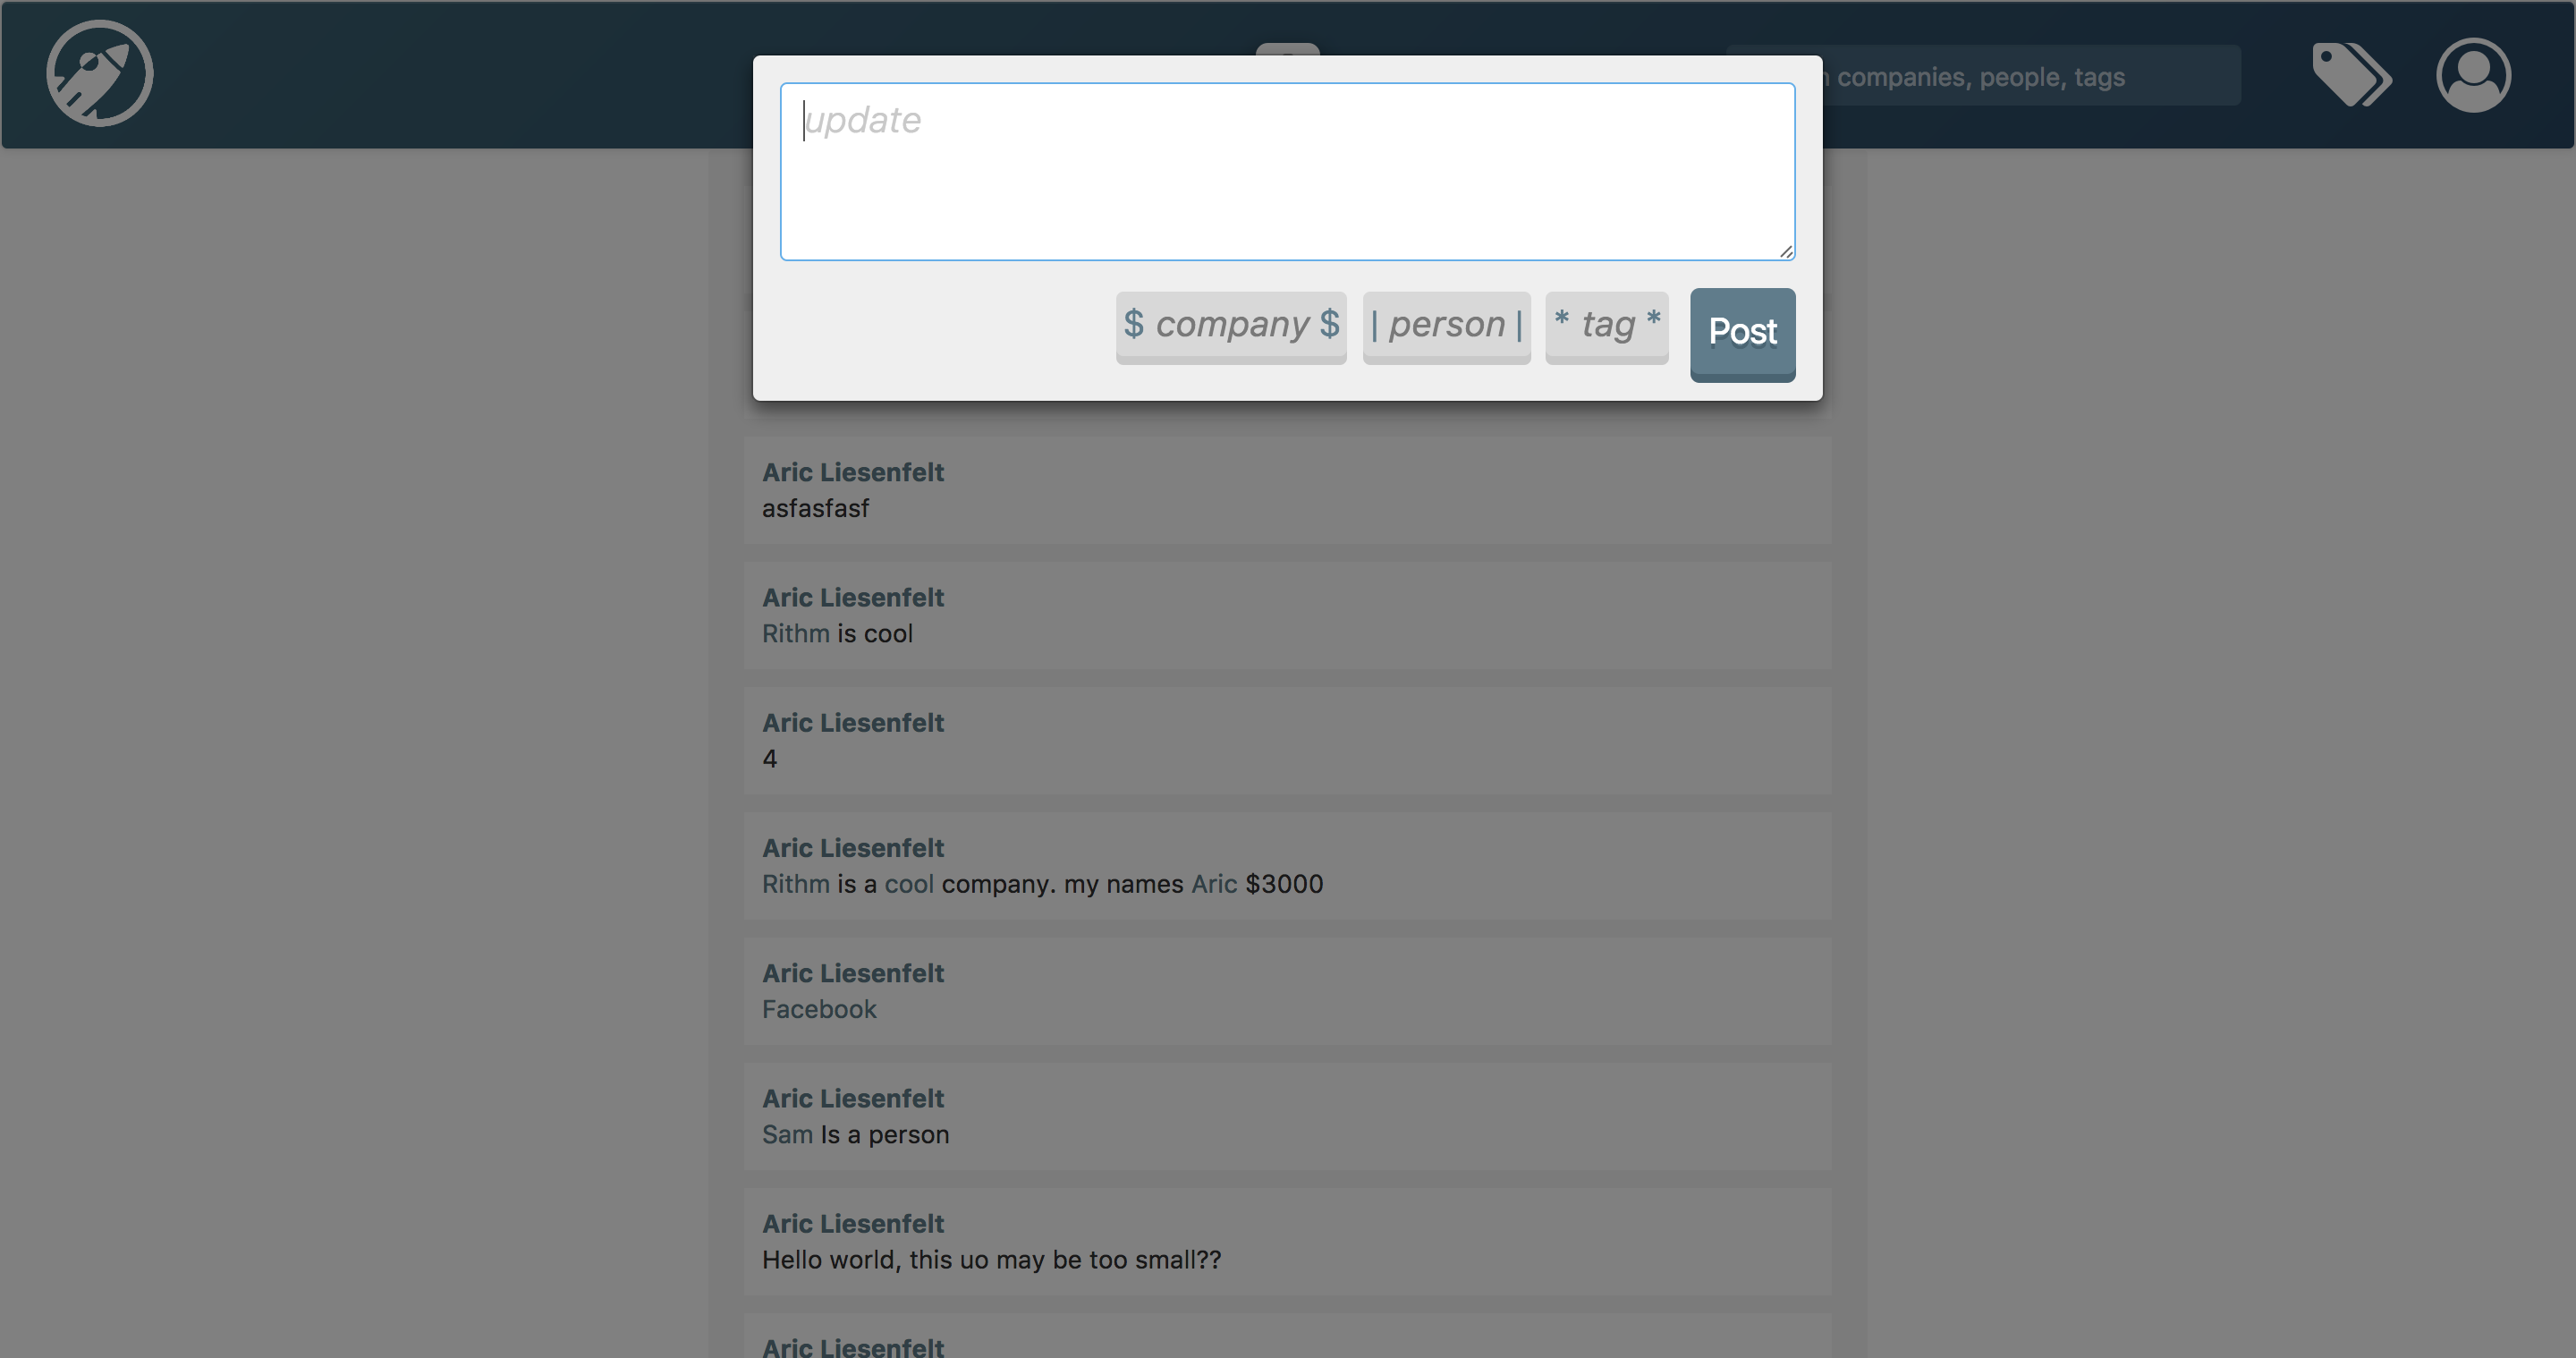 companies, people, tags
update
$ company $
| person |
* tag *
Post
Aric Liesenfelt
asfasfasf
Aric Liesenfelt
Rithm is cool
Aric Liesenfelt
4
Aric Liesenfelt
Rithm is a cool company. my names Aric $3000
Aric Liesenfelt
Facebook
Aric Liesenfelt
Sam Is a person
Aric Liesenfelt
Hello world, this uo may be too small??
Aric Liesenfelt